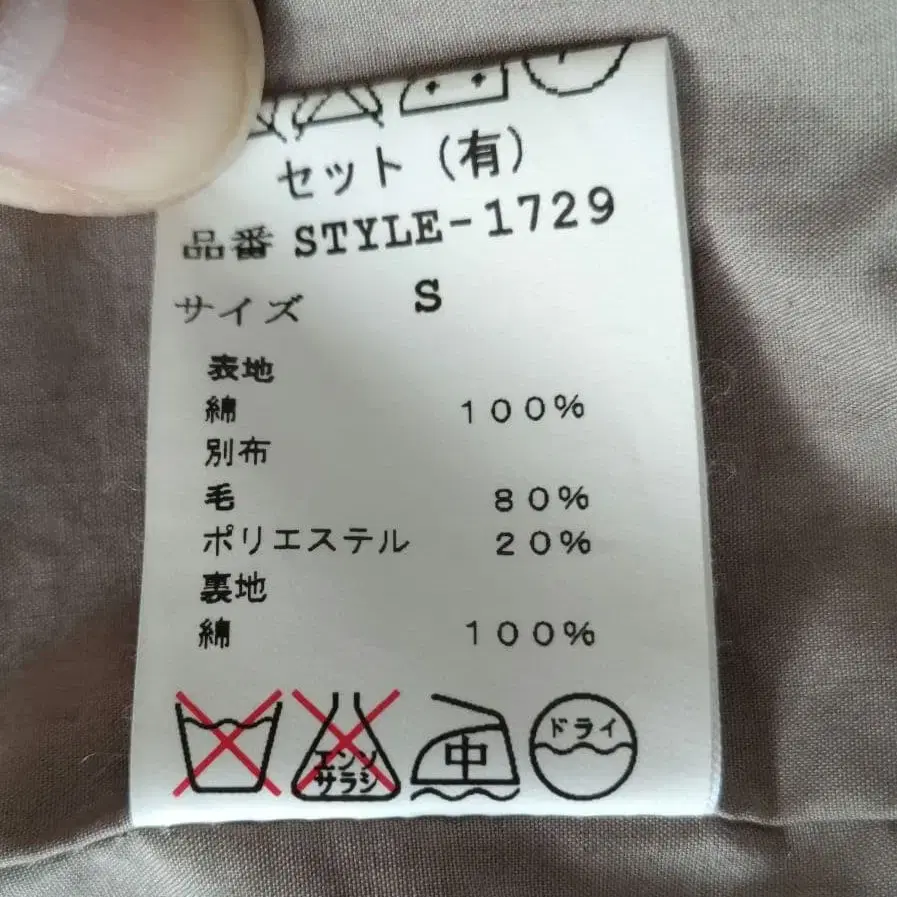 セット（有）
品番 STYLE-1729
サイズ S
表地
綿 100%
別布
毛 80%
ポリエステル 20%
裏地
綿 100%
エンソ
サラシ
中
ドライ